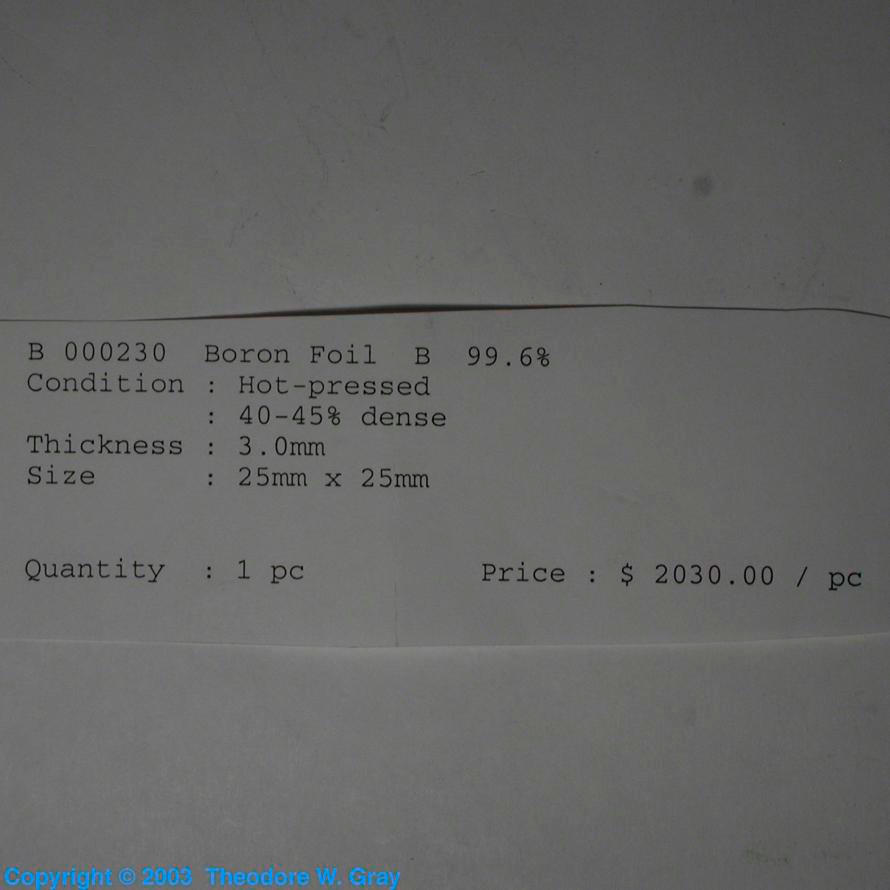 B 000230 Boron Foil B 99.6%
Condition : Hot-pressed
: 40-45% dense
Thickness : 3.0mm
Size : 25mm x 25mm
Quantity : 1 pc Price : $ 2030.00 / pc
Copyright © 2003 Theodore W. Gray